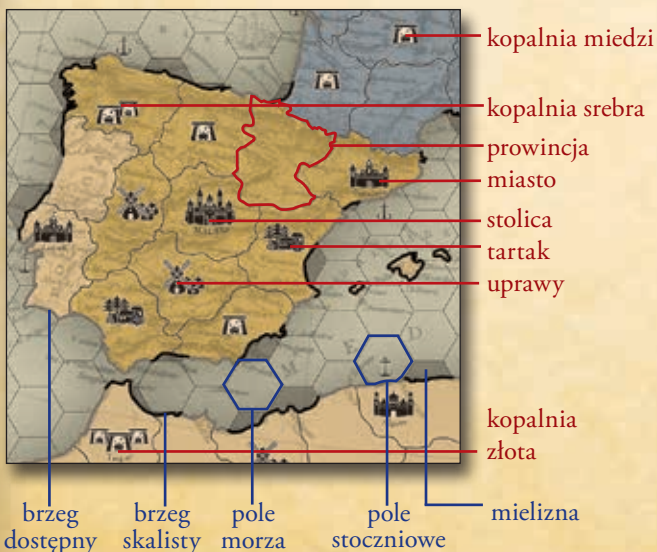 kopalnia miedzi
kopalnia srebra
prowincja
miasto
stolica
tartak
uprawy
kopalnia
złota
brzeg
dostępny
brzeg
skalisty
pole
morza
pole
stoczniowe
mielizna